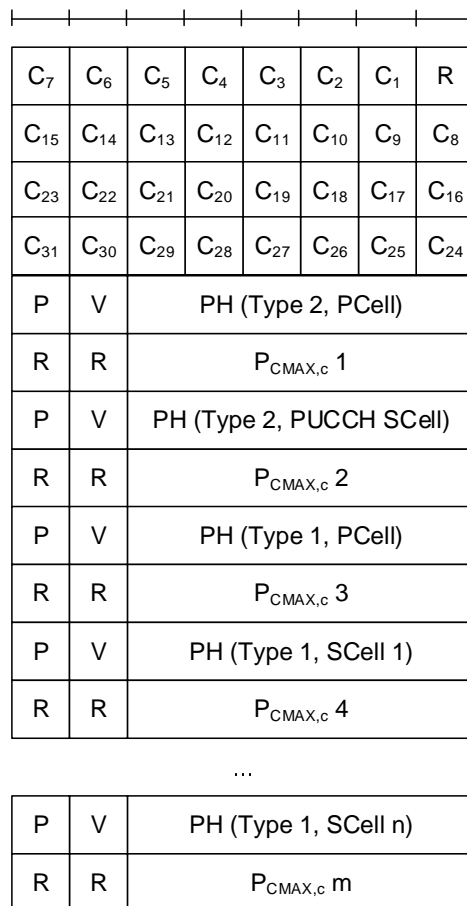 C7 C6 C5 C4 C3 C2 C1 R
C15 C14 C13 C12 C11 C10 C9 C8
C23 C22 C21 C20 C19 C18 C17 C16
C31 C30 C29 C28 C27 C26 C25 C24
P V PH (Type 2, PCell)
R R PCMAX,c 1
P V PH (Type 2, PUCCH SCell)
R R PCMAX,c 2
P V PH (Type 1, PCell)
R R PCMAX,c 3
P V PH (Type 1, SCell 1)
R R PCMAX,c 4
...
P V PH (Type 1, SCell n)
R R PCMAX,c m